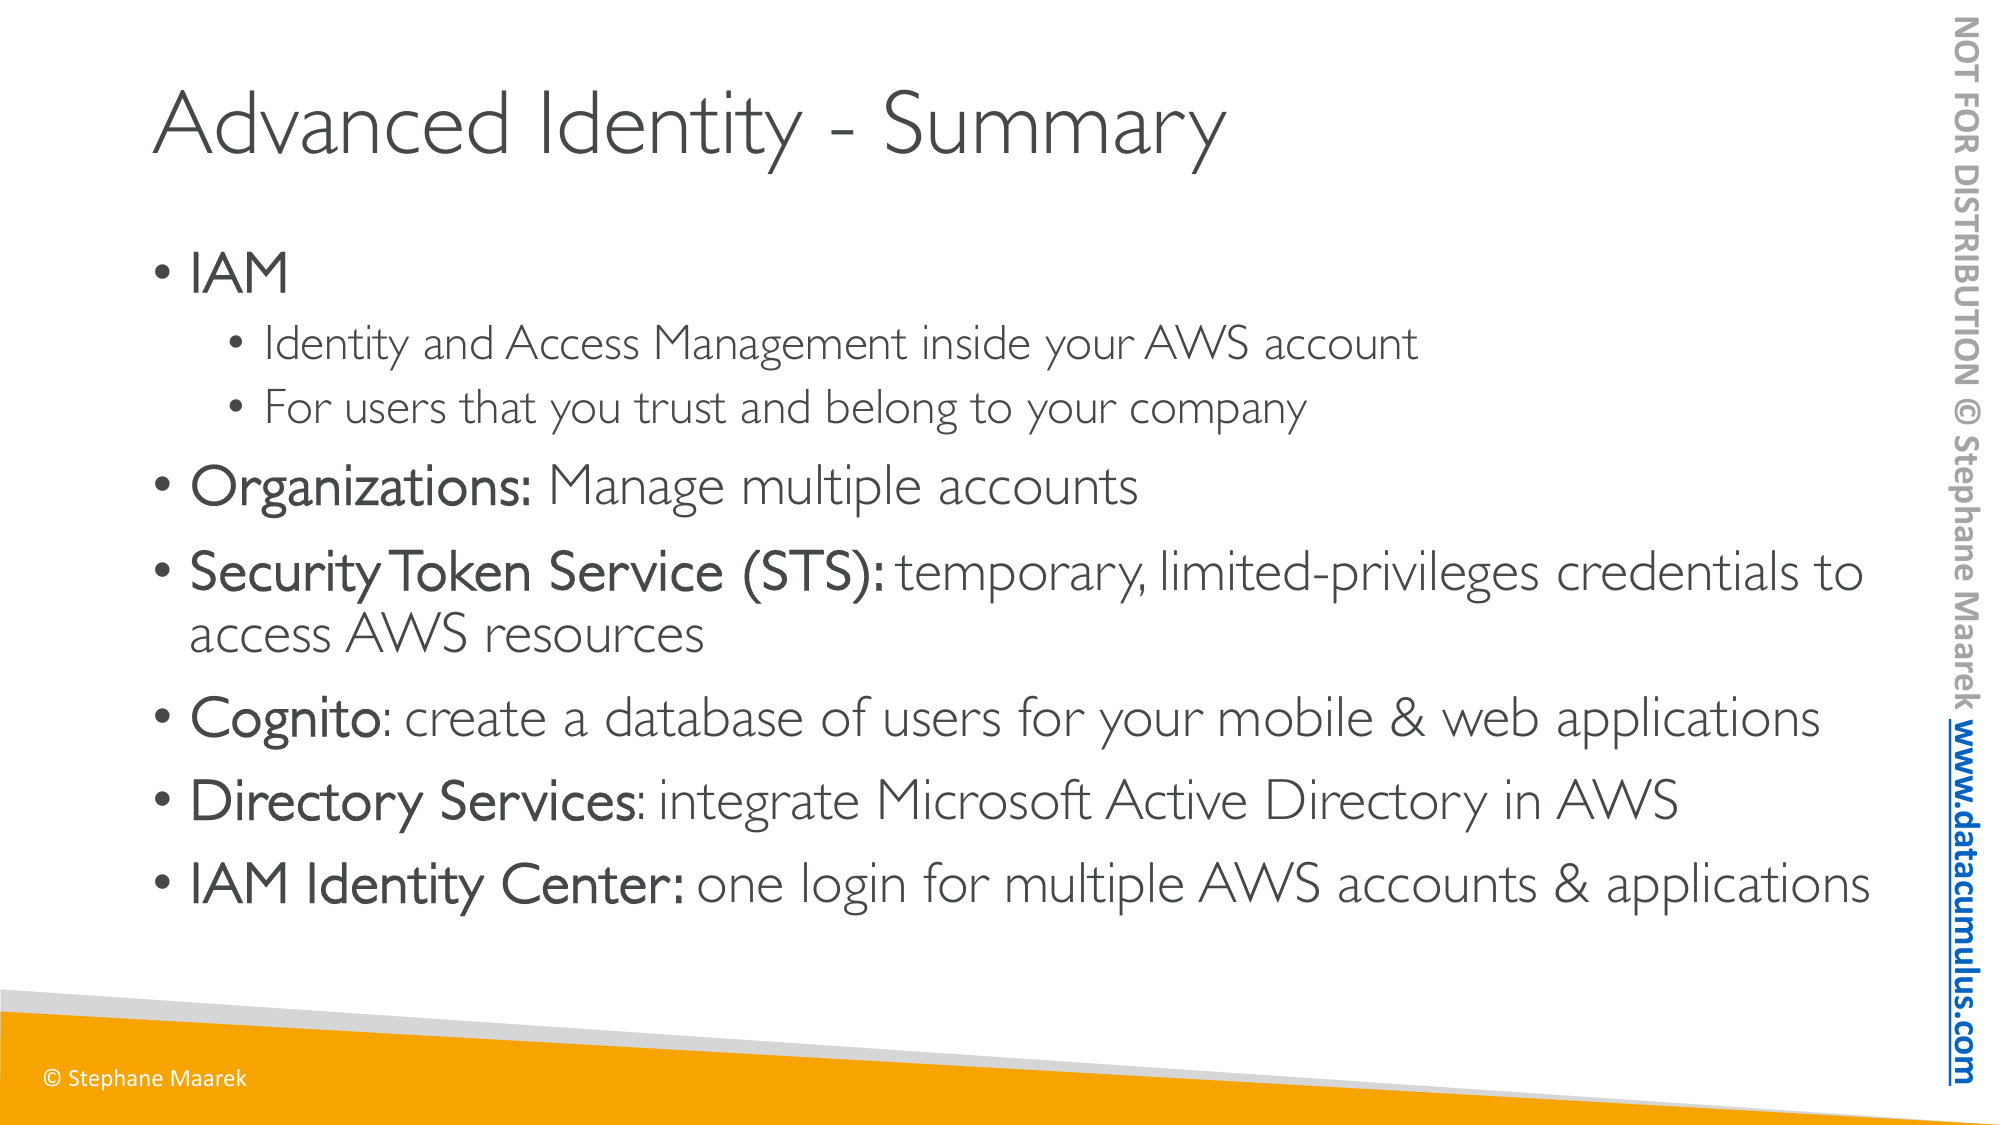 Advanced Identity - Summary
• IAM
• Identity and Access Management inside your AWS account
• For users that you trust and belong to your company
• Organizations: Manage multiple accounts
• Security Token Service (STS): temporary, limited-privileges credentials to
access AWS resources
• Cognito: create a database of users for your mobile & web applications
• Directory Services: integrate Microsoft Active Directory in AWS
• IAM Identity Center: one login for multiple AWS accounts & applications
© Stephane Maarek
NOT FOR DISTRIBUTION © Stephane Maarek www.datacumulus.com